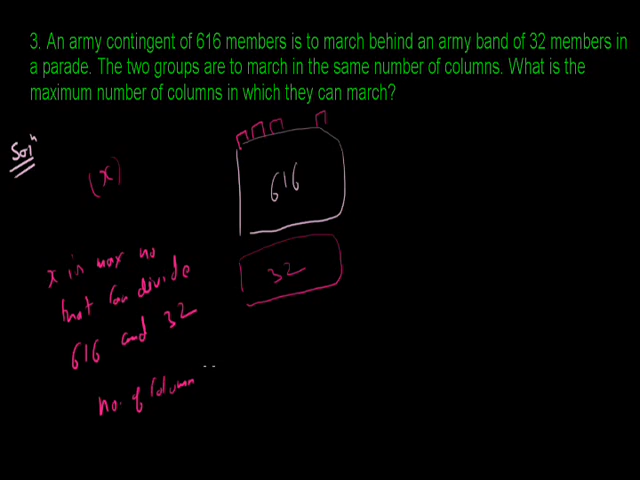 3. An army contingent of 616 members is to march behind an army band of 32 members in
a parade. The two groups are to march in the same number of columns. What is the
maximum number of columns in which they can march?
Solⁿ
(x)
616
32
x is max no
that can divide
616 and 32
no. of Column